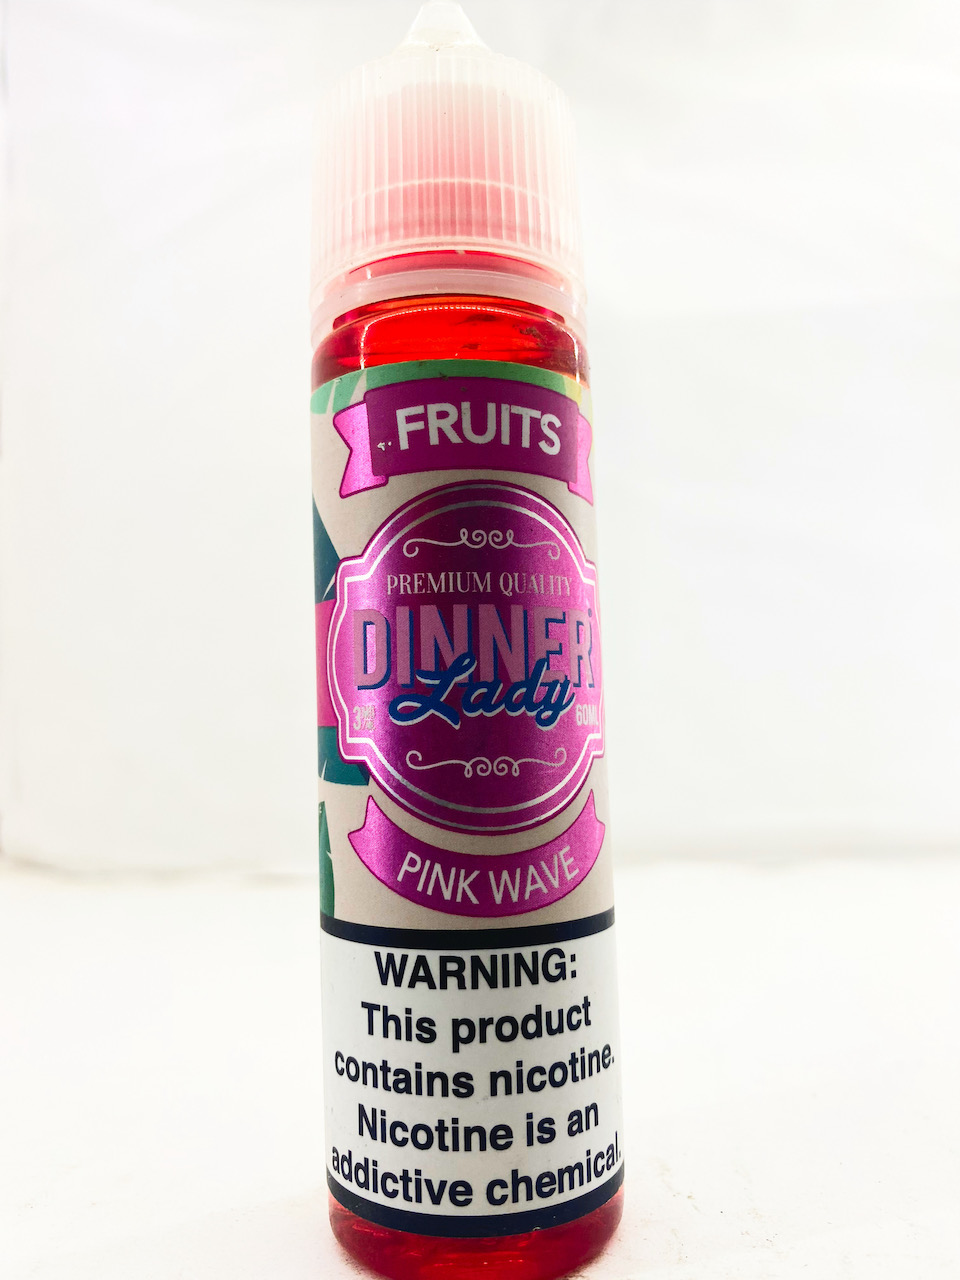 FRUITS
PREMIUM QUALITY
DINNER
Lady
60ML
PINK WAVE
WARNING:
This product
contains nicotine.
Nicotine is an
addictive chemical.